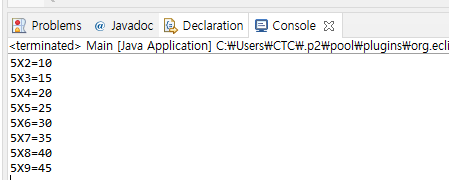 Problems @ Javadoc Declaration Console
<terminated> Main [Java Application] C:₩Users₩CTC₩.p2₩pool₩plugins₩org.ecli
5X2=10
5X3=15
5X4=20
5X5=25
5X6=30
5X7=35
5X8=40
5X9=45